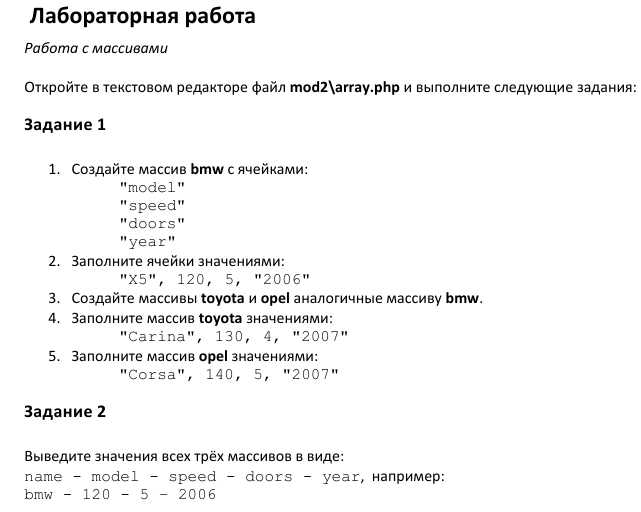 Лабораторная работа
Работа с массивами
Откройте в текстовом редакторе файл mod2\array.php и выполните следующие задания:
Задание 1
1. Создайте массив bmw с ячейками:
"model"
"speed"
"doors"
"year"
2. Заполните ячейки значениями:
"X5", 120, 5, "2006"
3. Создайте массивы toyota и opel аналогичные массиву bmw.
4. Заполните массив toyota значениями:
"Carina", 130, 4, "2007"
5. Заполните массив opel значениями:
"Corsa", 140, 5, "2007"
Задание 2
Выведите значения всех трёх массивов в виде:
name - model - speed - doors - year, например:
bmw - 120 - 5 - 2006